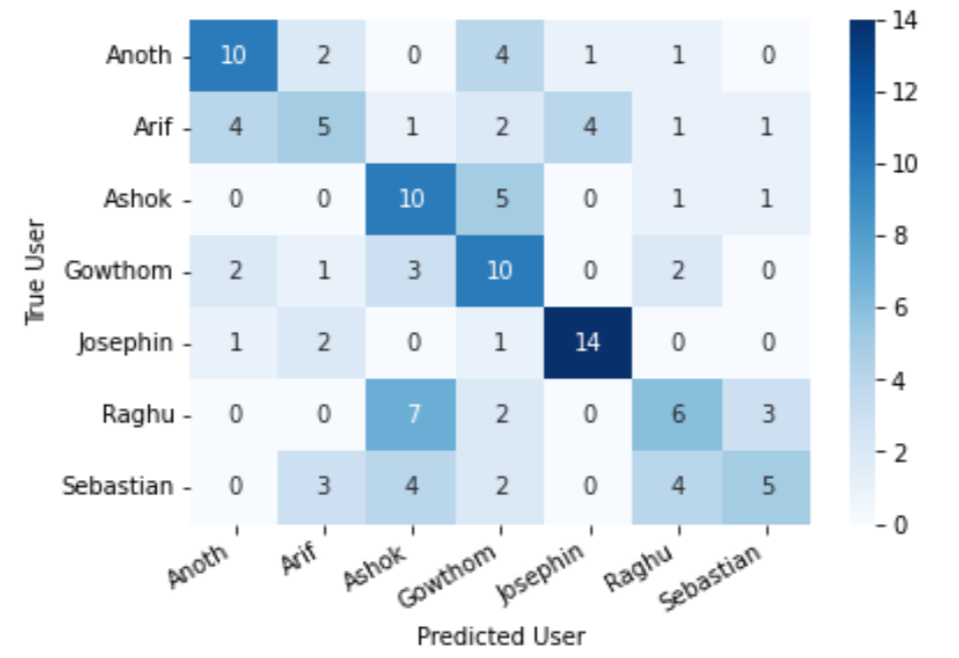 Anoth 10 2 0 4 1 1 0
Arif 4 5 1 2 4 1 1
Ashok 0 0 10 5 0 1 1
Gowthom 2 1 3 10 0 2 0
Josephin 1 2 0 1 14 0 0
Raghu 0 0 7 2 0 6 3
Sebastian 0 3 4 2 0 4 5
Anoth Arif Ashok Gowthom Josephin Raghu Sebastian
Predicted User
True User
14
12
10
8
6
4
2
0